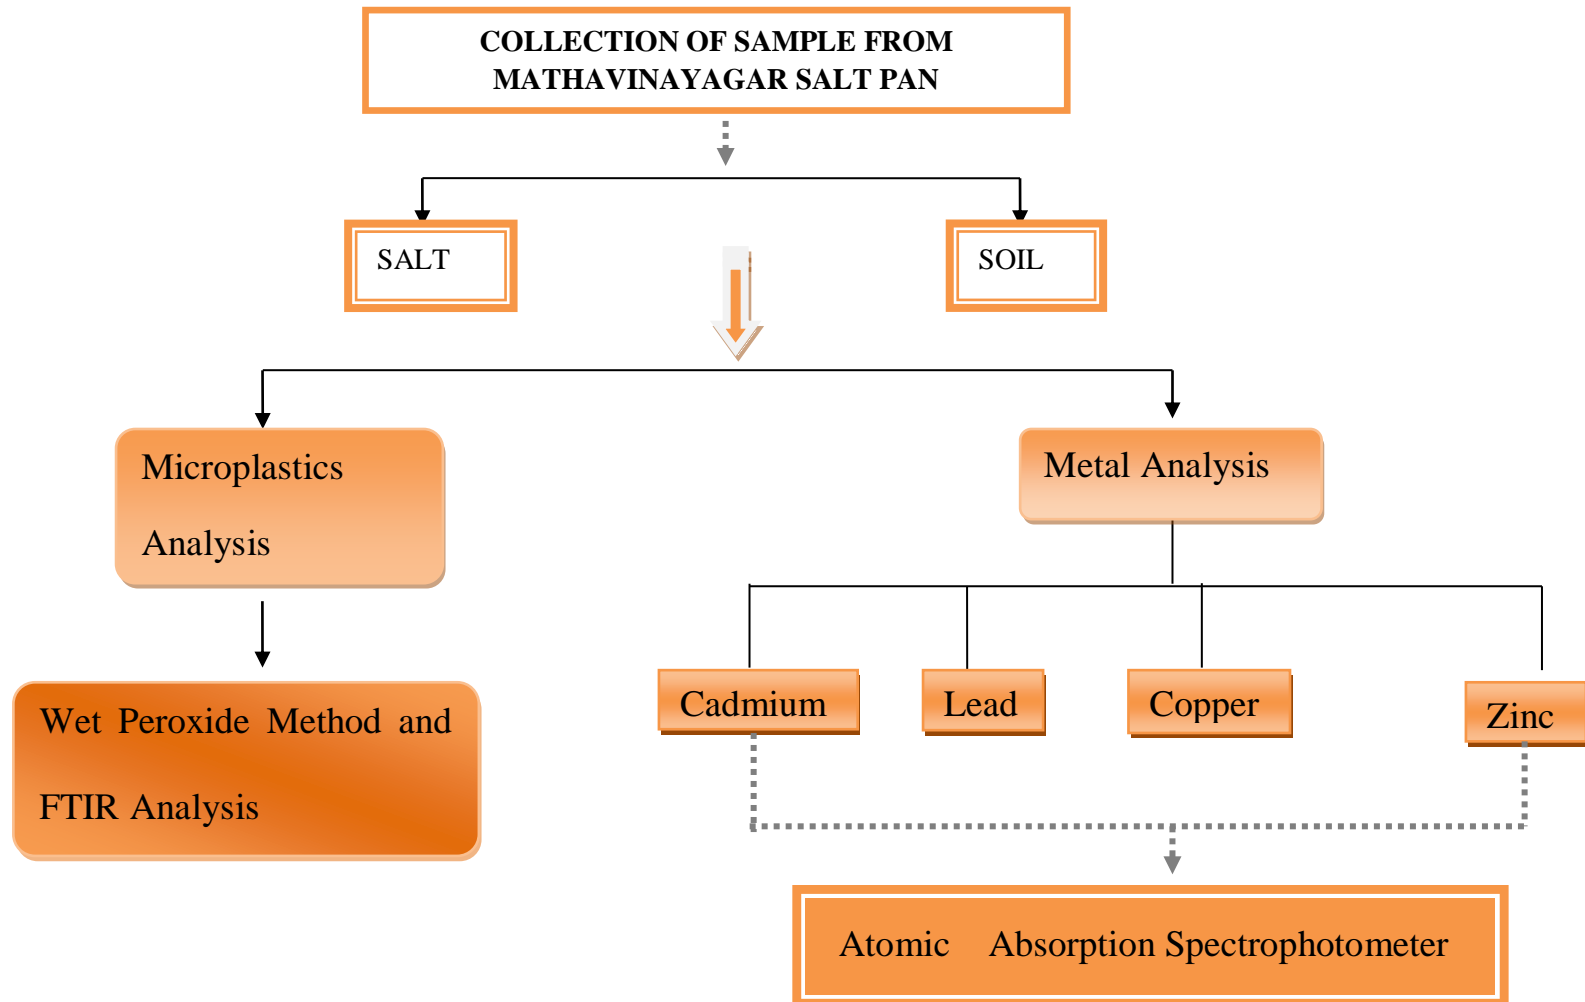 COLLECTION OF SAMPLE FROM
MATHAVINAYAGAR SALT PAN
SALT
SOIL
Microplastics
Analysis
Metal Analysis
Wet Peroxide Method and
FTIR Analysis
Cadmium
Lead
Copper
Zinc
Atomic Absorption Spectrophotometer